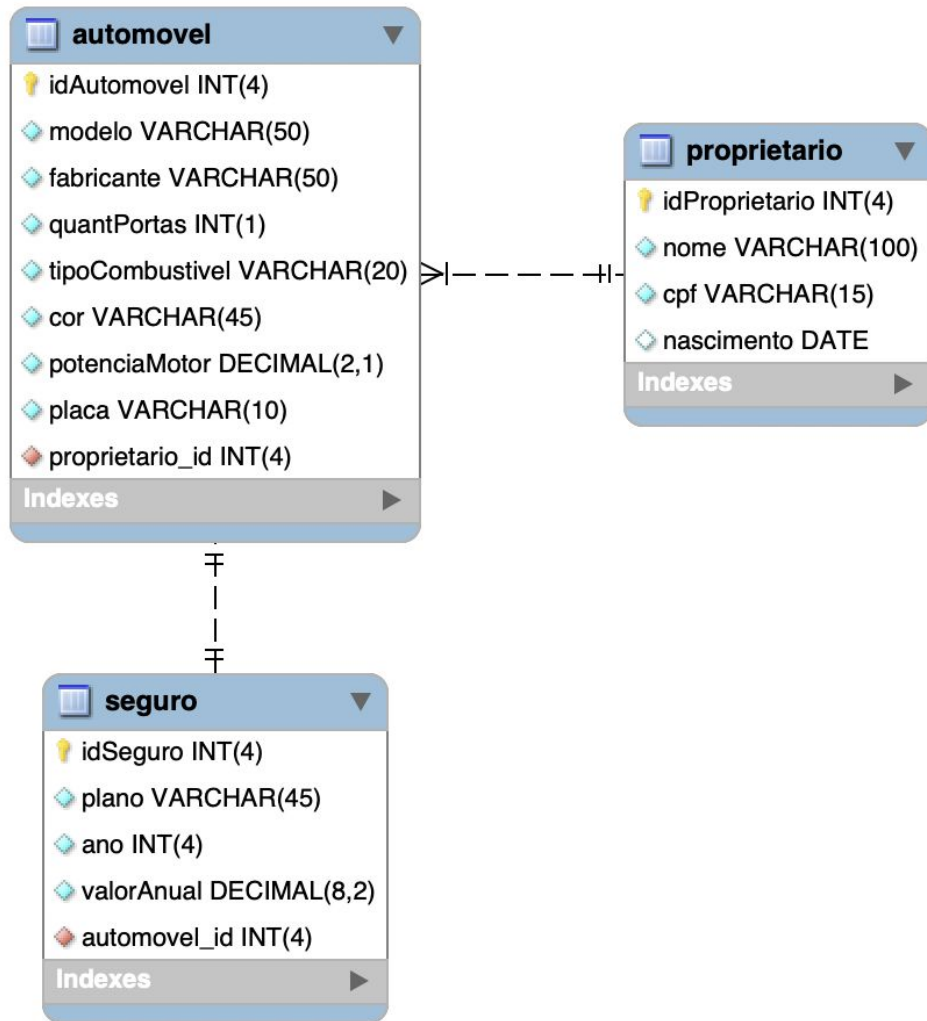 automovel
idAutomovel INT(4)
modelo VARCHAR(50)
fabricante VARCHAR(50)
quantPortas INT(1)
tipoCombustivel VARCHAR(20)
cor VARCHAR(45)
potenciaMotor DECIMAL(2,1)
placa VARCHAR(10)
proprietario_id INT(4)
Indexes
proprietario
idProprietario INT(4)
nome VARCHAR(100)
cpf VARCHAR(15)
nascimento DATE
Indexes
seguro
idSeguro INT(4)
plano VARCHAR(45)
ano INT(4)
valorAnual DECIMAL(8,2)
automovel_id INT(4)
Indexes